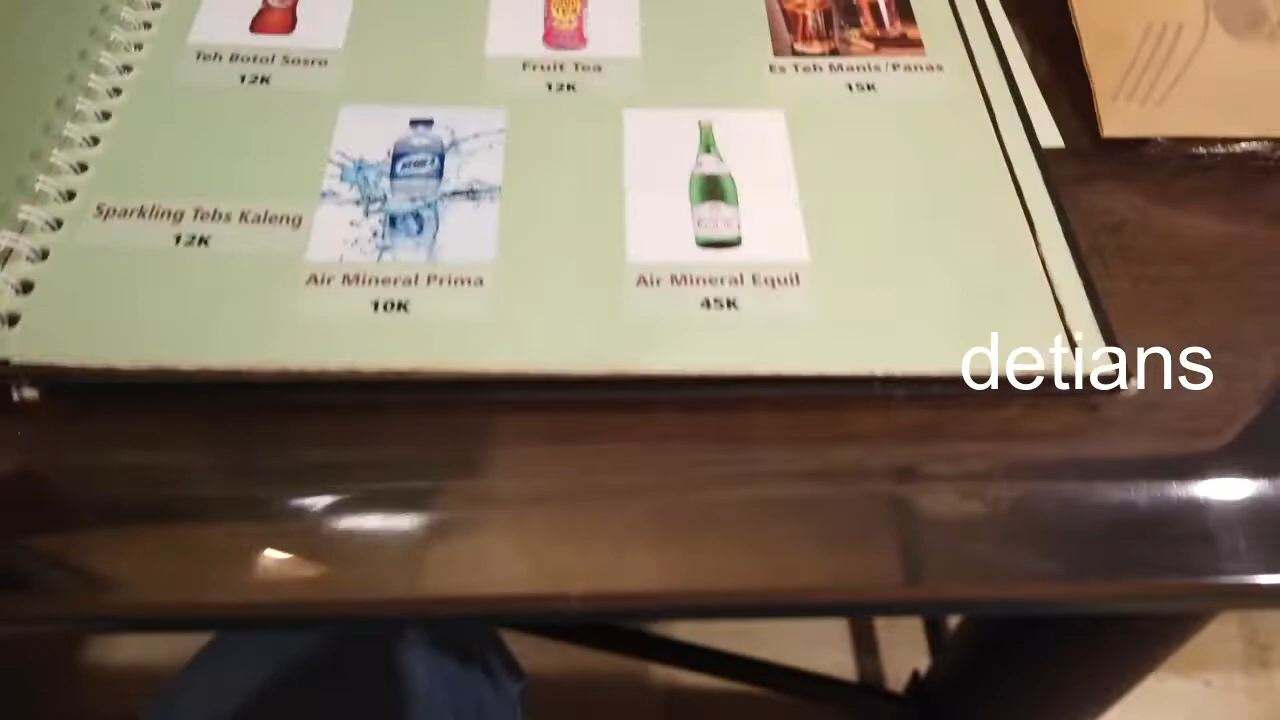 Teh Botol Sosro
12K
Fruit Tea
12K
Es Teh Manis/Panas
15K
Sparkling Tebs Kaleng
12K
Air Mineral Prima
10K
Air Mineral Equil
45K
detians